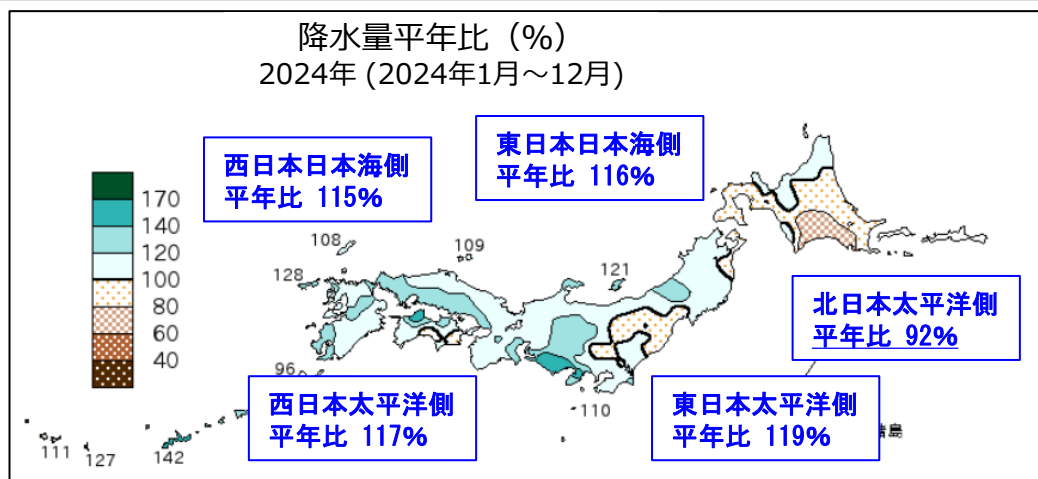 降水量平年比（%）
2024年 (2024年1月～12月)
西日本日本海側
平年比 115%
東日本日本海側
平年比 116%
170
140
120
100
80
60
40
108
109
128
121
北日本太平洋側
平年比 92%
96
西日本太平洋側
平年比 117%
110
東日本太平洋側
平年比 119%
諸島
111
127
142